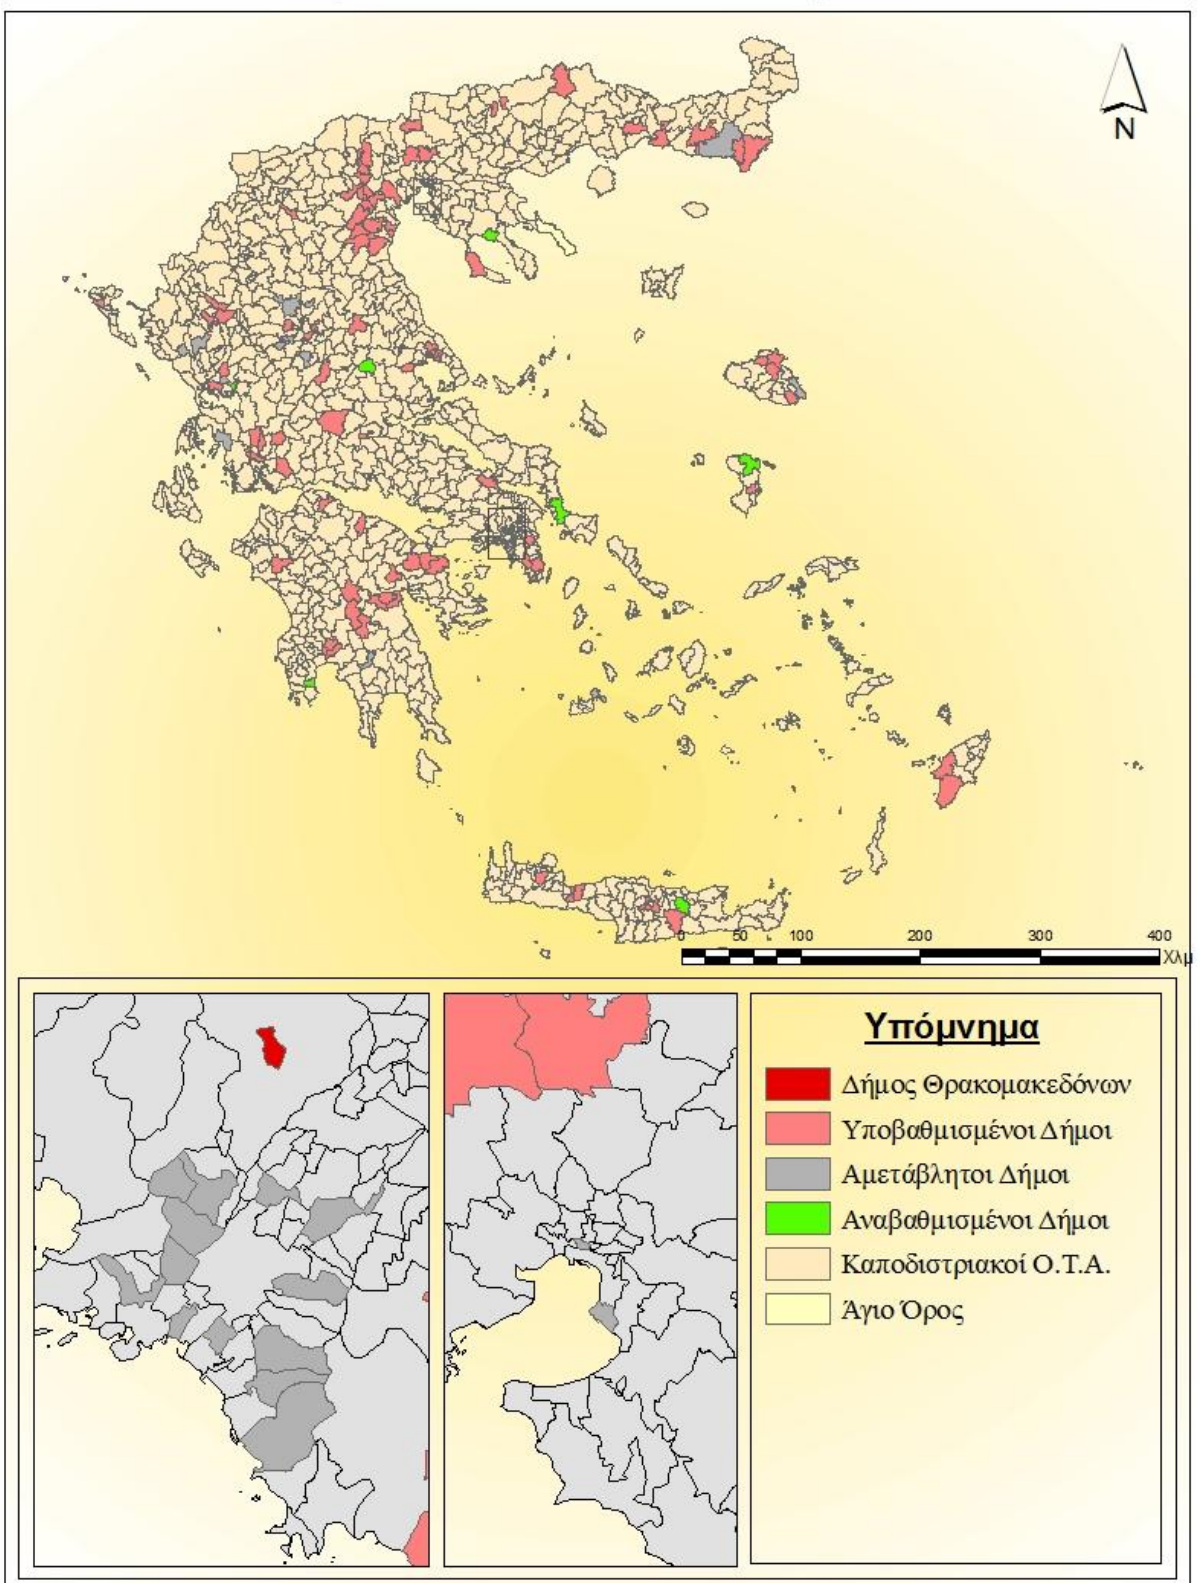 N
0 50 100 200 300 400
Χλμ
Υπόμνημα
Δήμος Θρακομακεδόνων
Υποβαθμισμένοι Δήμοι
Αμετάβλητοι Δήμοι
Αναβαθμισμένοι Δήμοι
Καποδιστριακοί Ο.Τ.Α.
Άγιο Όρος